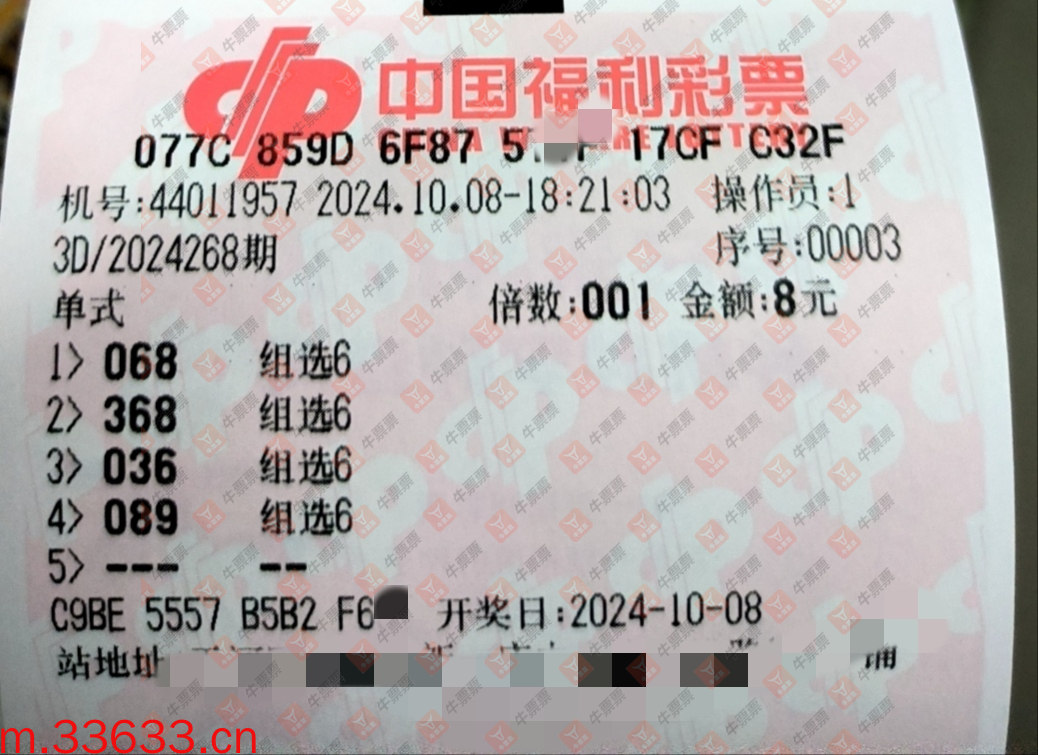 中国福利彩票
077C 859D 6F87 17CF C32F
机号:44011957 2024.10.08-18:21:03 操作员:1
3D/2024268期 序号:00003
单式 倍数:001 金额:8元
1> 068 组选6
2> 368 组选6
3> 036 组选6
4> 089 组选6
5> --- --
C9BE 5557 B5B2 开奖日:2024-10-08
站地址 铺
牛票票
m.33633.cn